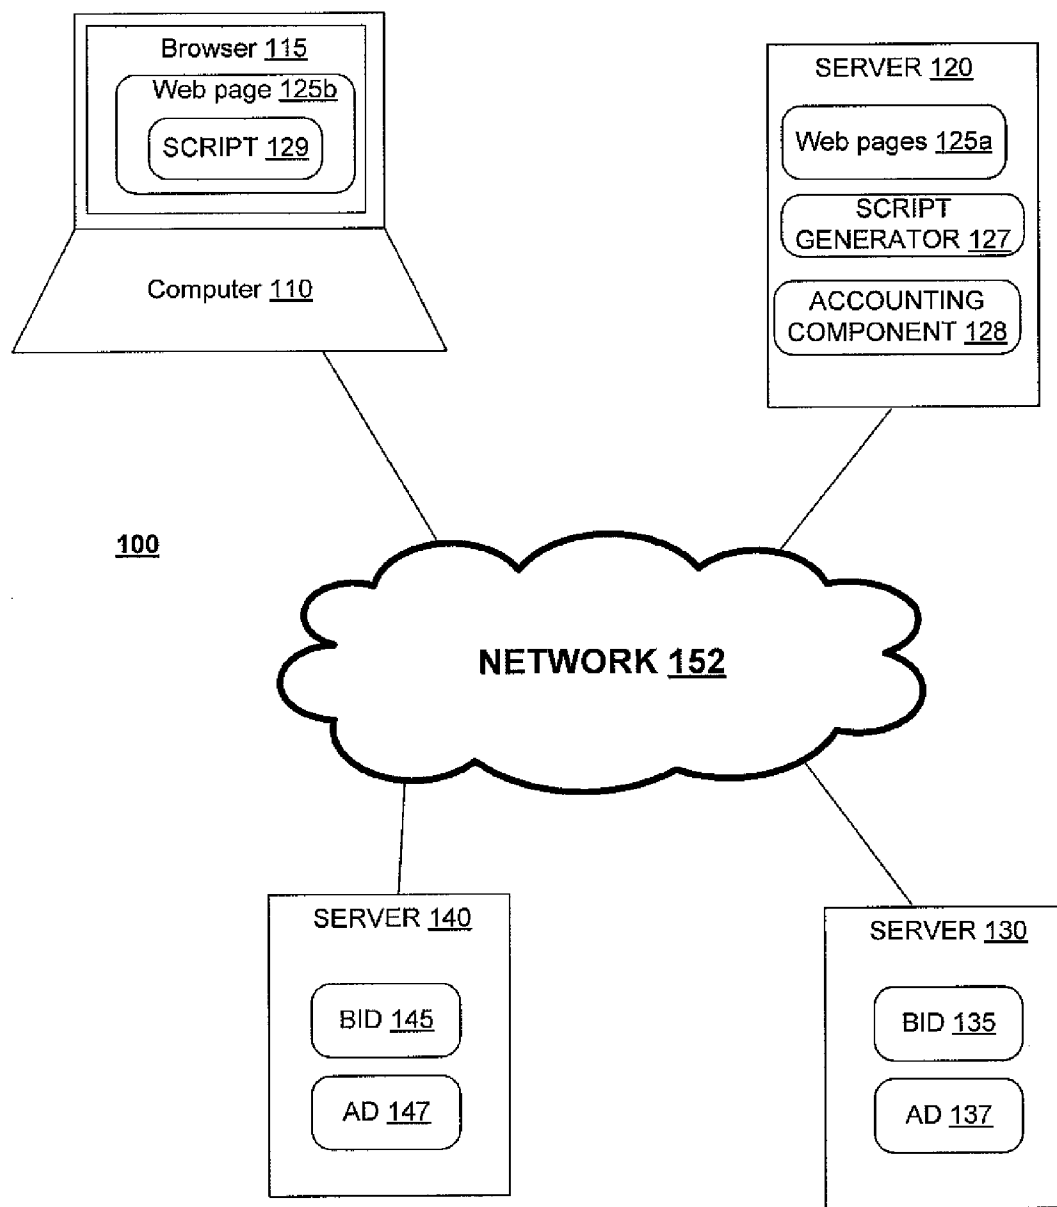 Browser 115
Web page 125b
SCRIPT 129
Computer 110
SERVER 120
Web pages 125a
SCRIPT
GENERATOR 127
ACCOUNTING
COMPONENT 128
100
NETWORK 152
SERVER 140
BID 145
AD 147
SERVER 130
BID 135
AD 137